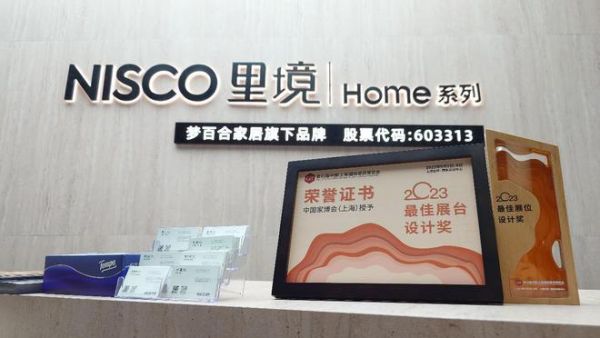 NISCO 里境 Home 系列
梦百合家居旗下品牌 股票代码:603313
荣誉证书
中国家博会(上海)授予
2023
最佳展台
设计奖
2023
最佳展位
设计奖
Tempo